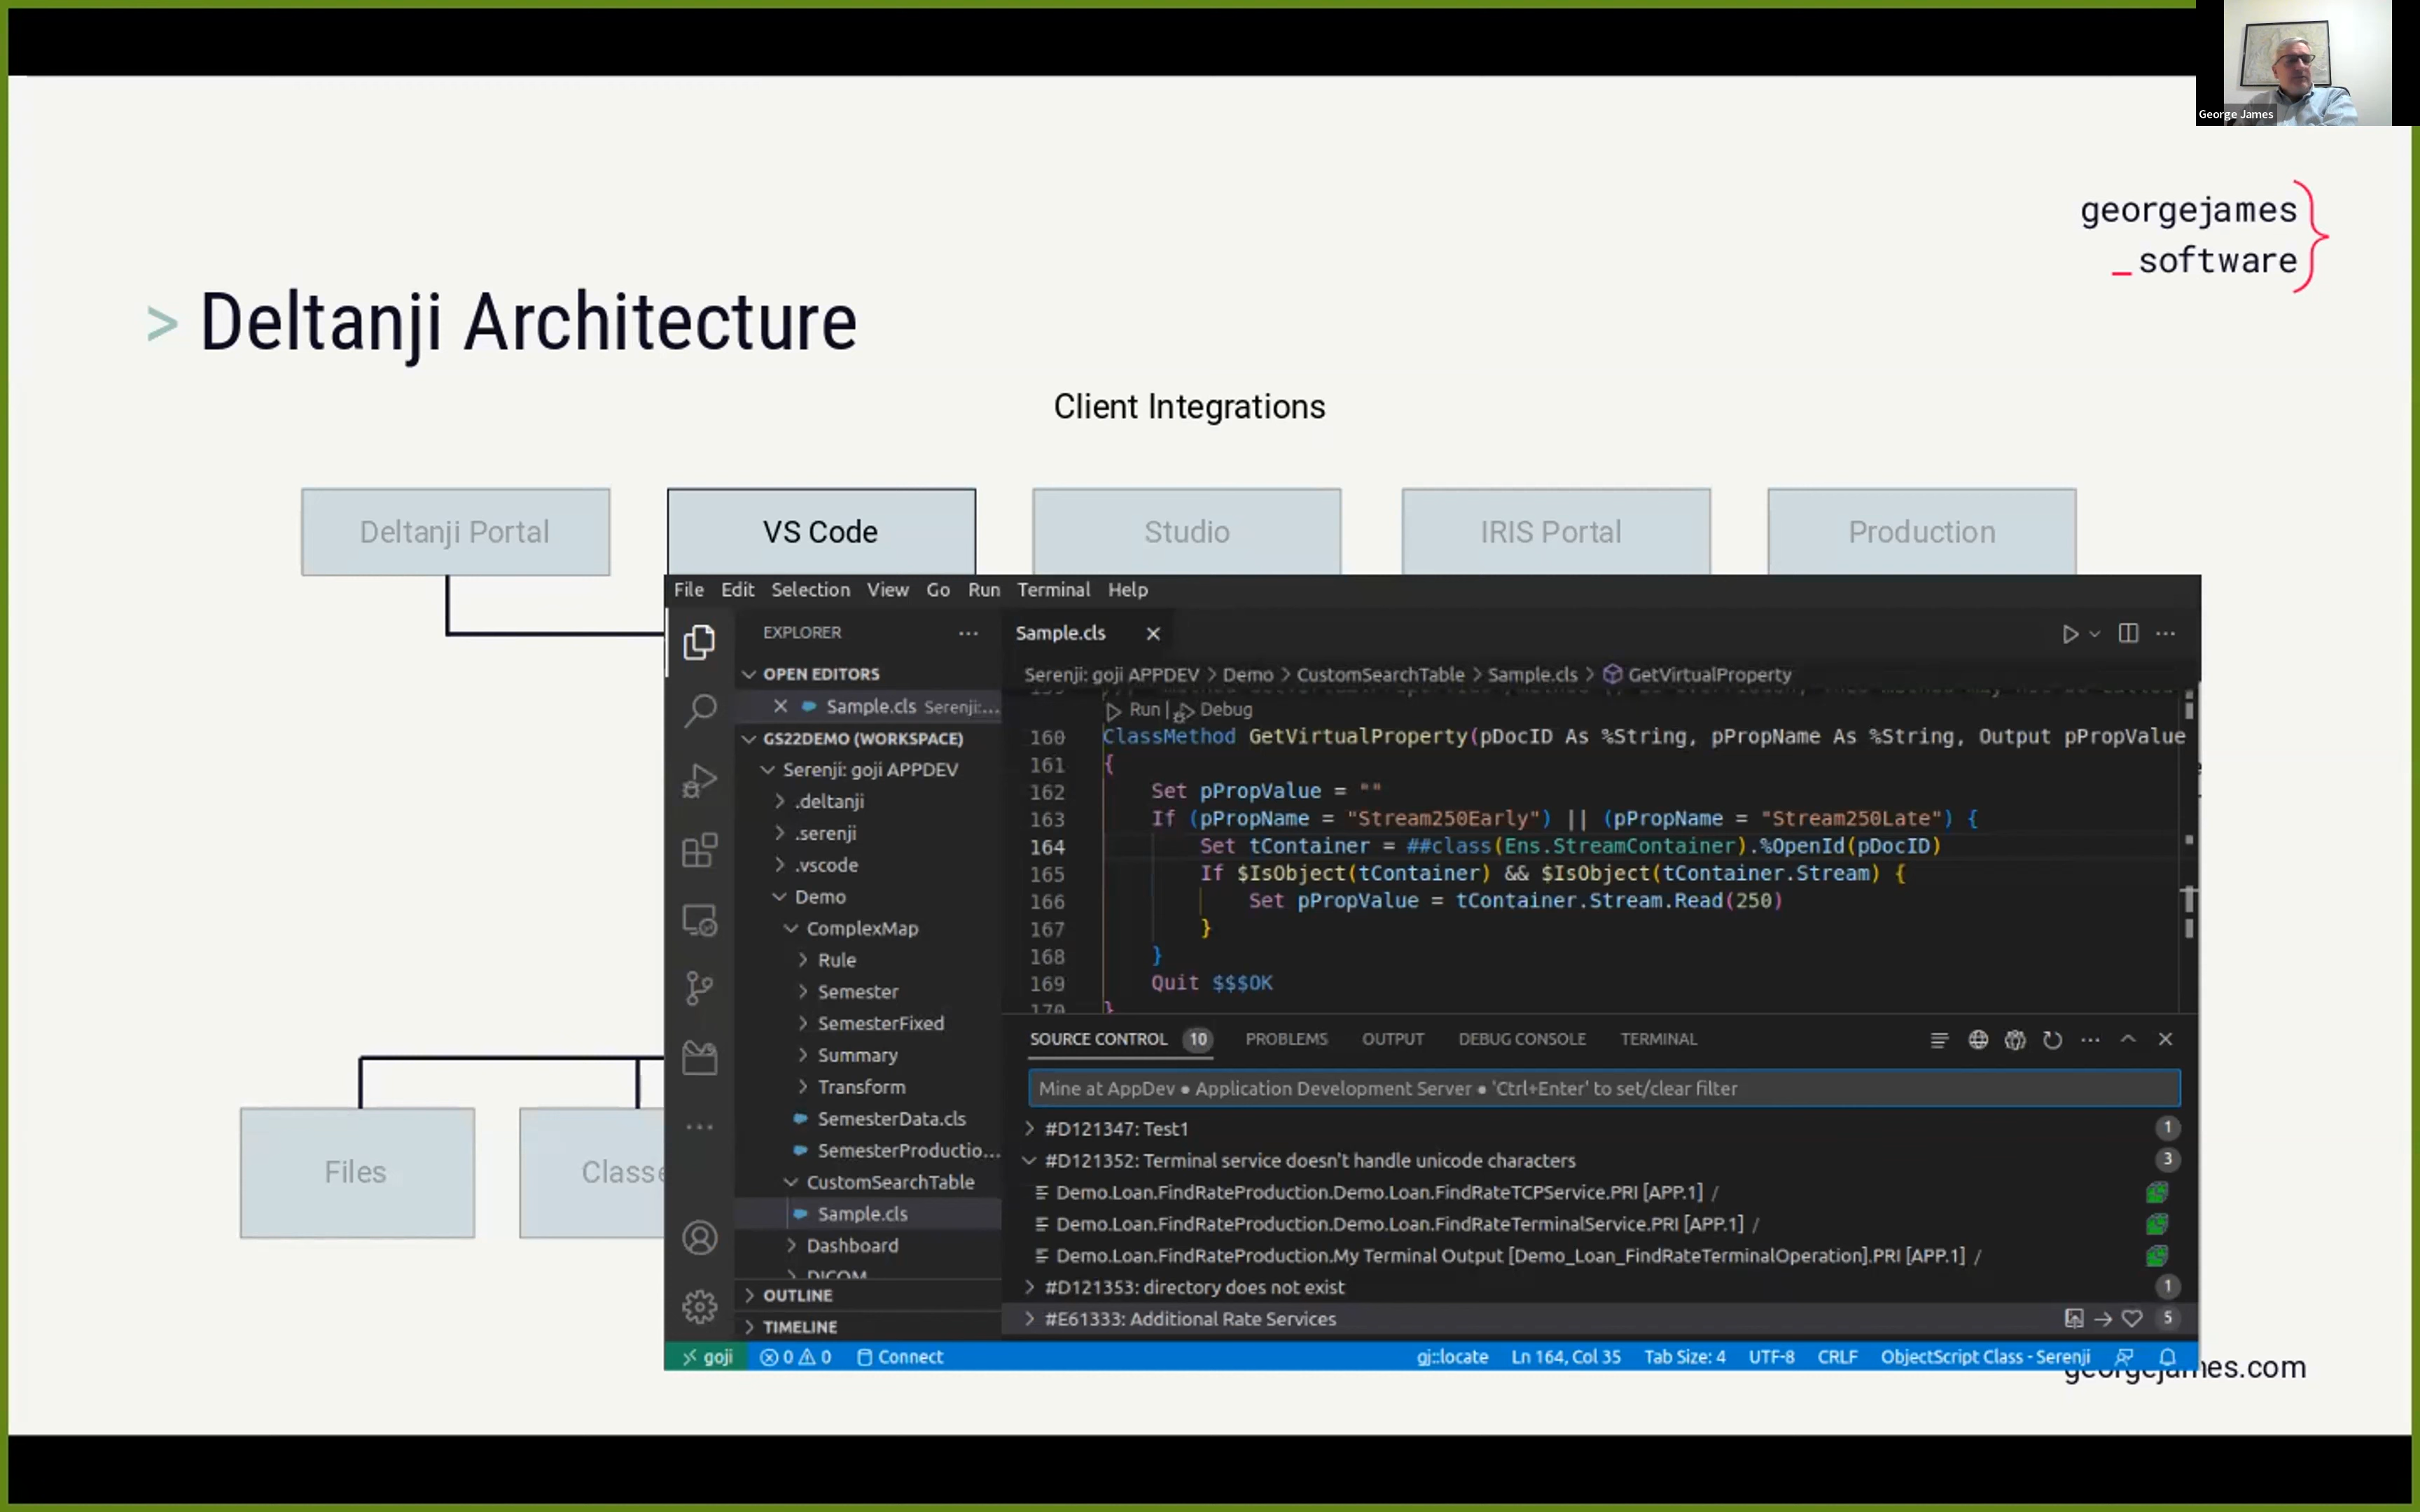 George James
georgejames
_software
> Deltanji Architecture
Client Integrations
Deltanji Portal
VS Code
Studio
IRIS Portal
Production
File Edit Selection View Go Run Terminal Help
EXPLORER
OPEN EDITORS
Sample.cls Serenji:...
GS22DEMO (WORKSPACE)
Serenji: goji APPDEV
.deltanji
.serenji
.vscode
Demo
ComplexMap
Rule
Semester
SemesterFixed
Summary
Transform
SemesterData.cls
SemesterProductio...
CustomSearchTable
Sample.cls
Dashboard
DICOM
OUTLINE
TIMELINE
Sample.cls
Serenji: goji APPDEV > Demo > CustomSearchTable > Sample.cls > GetVirtualProperty
Run | Debug
160 ClassMethod GetVirtualProperty(pDocID As %String, pPropName As %String, Output pPropValue
161 {
162 Set pPropValue = ""
163 If (pPropName = "Stream250Early") || (pPropName = "Stream250Late") {
164 Set tContainer = ##class(Ens.StreamContainer).%OpenId(pDocID)
165 If $IsObject(tContainer) && $IsObject(tContainer.Stream) {
166 Set pPropValue = tContainer.Stream.Read(250)
167 }
168 }
169 Quit $$$OK
170 }
SOURCE CONTROL 10 PROBLEMS OUTPUT DEBUG CONSOLE TERMINAL
Mine at AppDev • Application Development Server • 'Ctrl+Enter' to set/clear filter
#D121347: Test1 1
#D121352: Terminal service doesn't handle unicode characters 3
Demo.Loan.FindRateProduction.Demo.Loan.FindRateTCPService.PRI [APP.1] /
Demo.Loan.FindRateProduction.Demo.Loan.FindRateTerminalService.PRI [APP.1] /
Demo.Loan.FindRateProduction.My Terminal Output [Demo_Loan_FindRateTerminalOperation].PRI [APP.1] /
#D121353: directory does not exist 1
#E61333: Additional Rate Services 5
goji 0 0 Connect gj::locate Ln 164, Col 35 Tab Size: 4 UTF-8 CRLF ObjectScript Class - Serenji
Files
Classe
georgejames.com